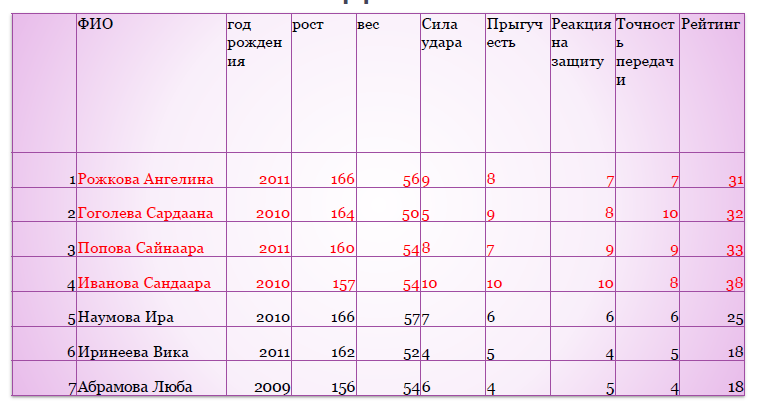 ФИО год рождения рост вес Сила удара Прыгучесть Реакция на защиту Точность передачи Рейтинг
1 Рожкова Ангелина 2011 166 56 9 8 7 7 31
2 Гоголева Сардаана 2010 164 50 5 9 8 10 32
3 Попова Сайнаара 2011 160 54 8 7 9 9 33
4 Иванова Сандаара 2010 157 54 10 10 10 8 38
5 Наумова Ира 2010 166 57 7 6 6 6 25
6 Иринеева Вика 2011 162 52 4 5 4 5 18
7 Абрамова Люба 2009 156 54 6 4 5 4 18